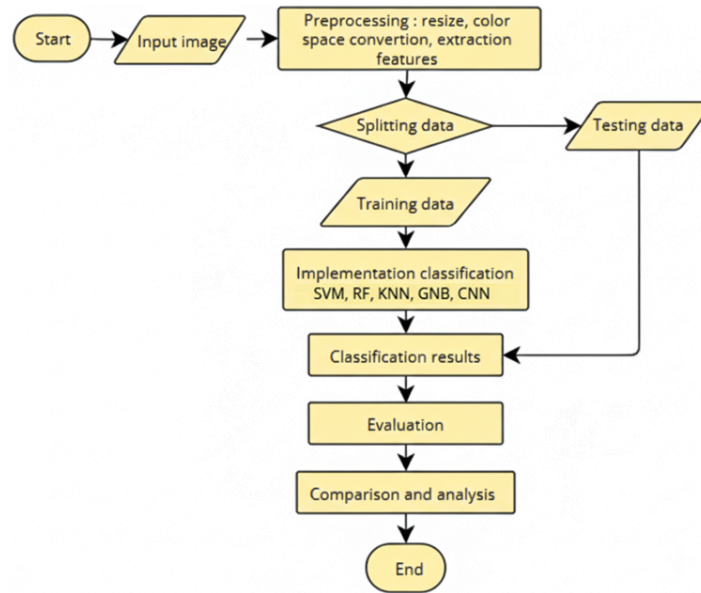 Start
Input image
Preprocessing : resize, color
space convertion, extraction
features
Splitting data
Testing data
Training data
Implementation classification
SVM, RF, KNN, GNB, CNN
Classification results
Evaluation
Comparison and analysis
End